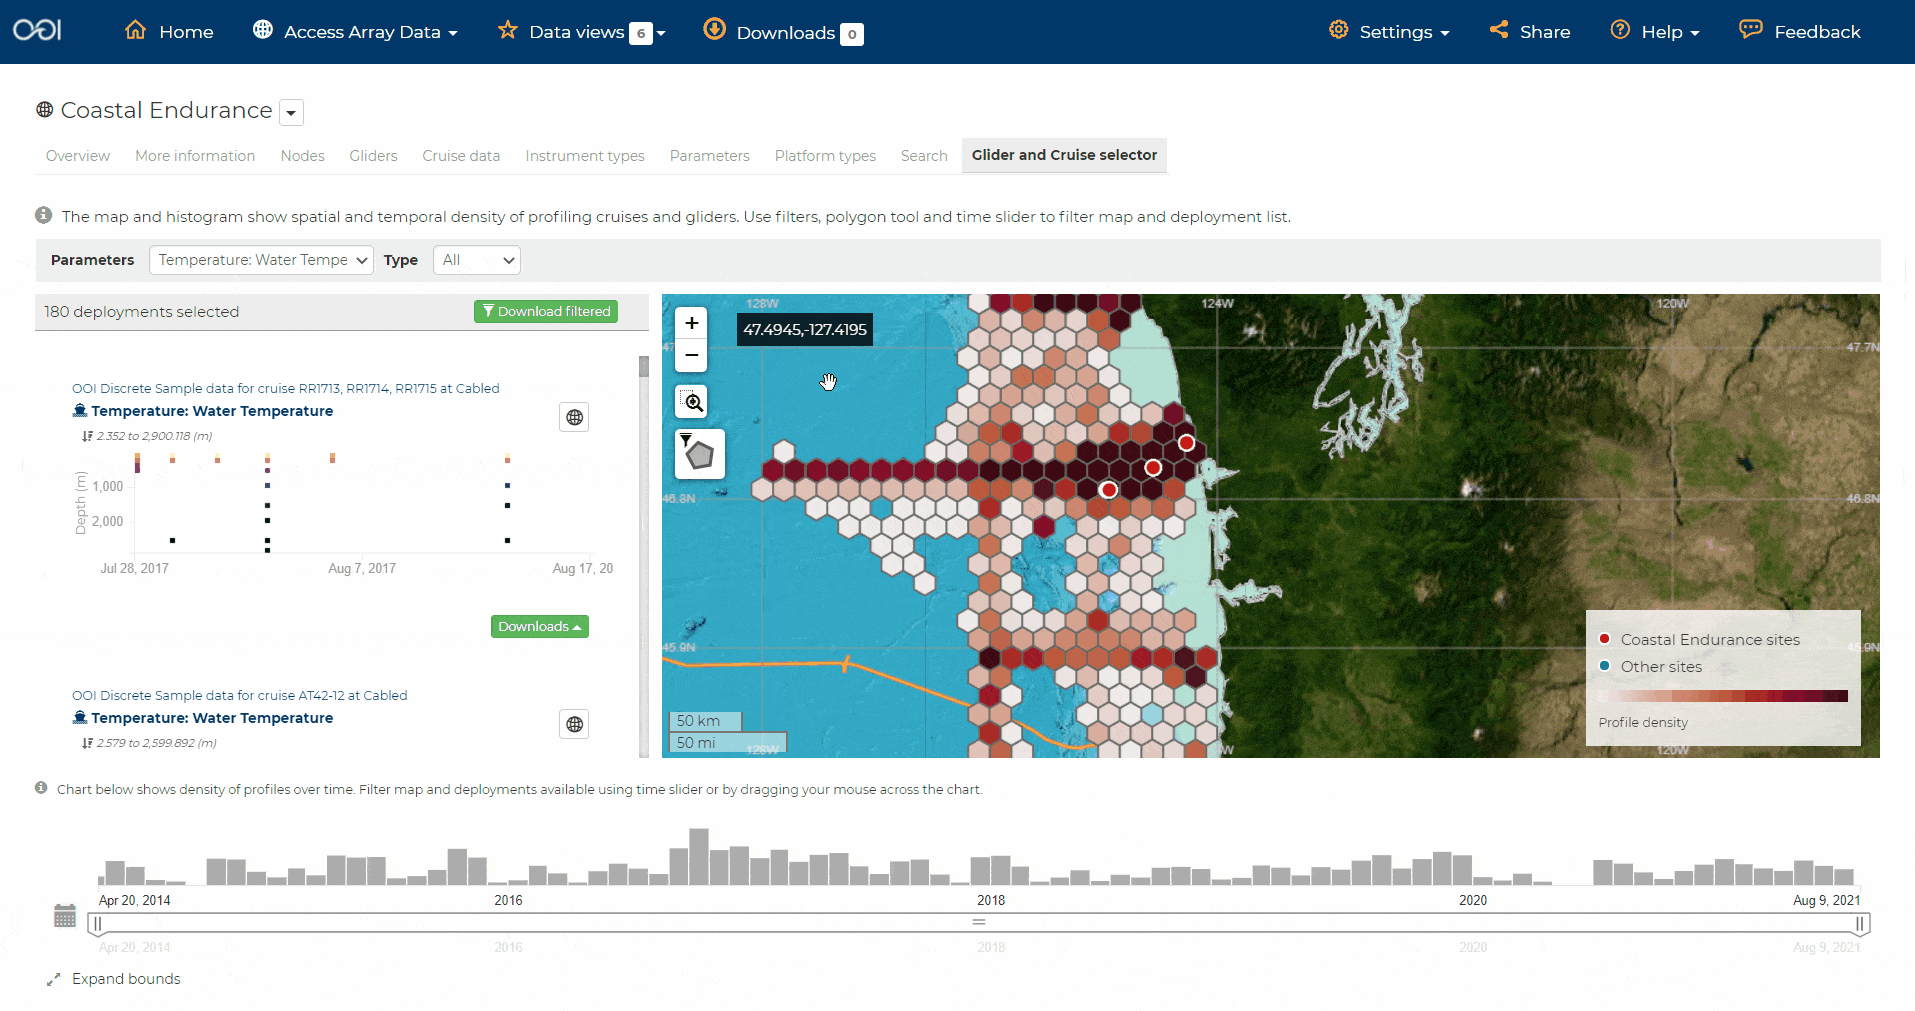 OOI Home Access Array Data Data views 6 Downloads 0 Settings Share Help Feedback
Coastal Endurance
Overview More information Nodes Gliders Cruise data Instrument types Parameters Platform types Search Glider and Cruise selector
The map and histogram show spatial and temporal density of profiling cruises and gliders. Use filters, polygon tool and time slider to filter map and deployment list.
Parameters Temperature: Water Tempe Type All
180 deployments selected Download filtered
OOI Discrete Sample data for cruise RR1713, RR1714, RR1715 at Cabled
Temperature: Water Temperature
2.352 to 2,900.118 (m)
Depth (m)
1,000
2,000
Jul 28, 2017 Aug 7, 2017 Aug 17, 20
Downloads
OOI Discrete Sample data for cruise AT42-12 at Cabled
Temperature: Water Temperature
2.579 to 2,599.892 (m)
128W 124W 120W
+
47.4945,-127.4195
47. 47.7N
−
46.8N 46.8N
45.9N 45.9N
Coastal Endurance sites
Other sites
Profile density
50 km
50 mi
128W W 120W
Chart below shows density of profiles over time. Filter map and deployments available using time slider or by dragging your mouse across the chart.
Apr 20, 2014 2016 2018 2020 Aug 9, 2021
Apr 20, 2014 2016 2018 2020 Aug 9, 2021
Expand bounds